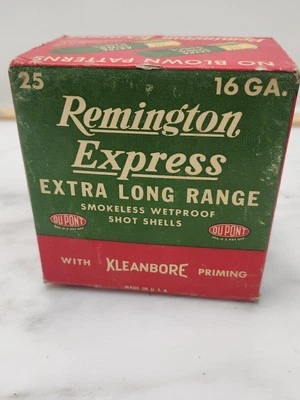 NO BLOWN PATTERNS
25 16 GA.
Remington
Express
EXTRA LONG RANGE
SMOKELESS WETPROOF
SHOT SHELLS
DU PONT DU PONT
WITH KLEANBORE PRIMING
MADE IN U.S.A.